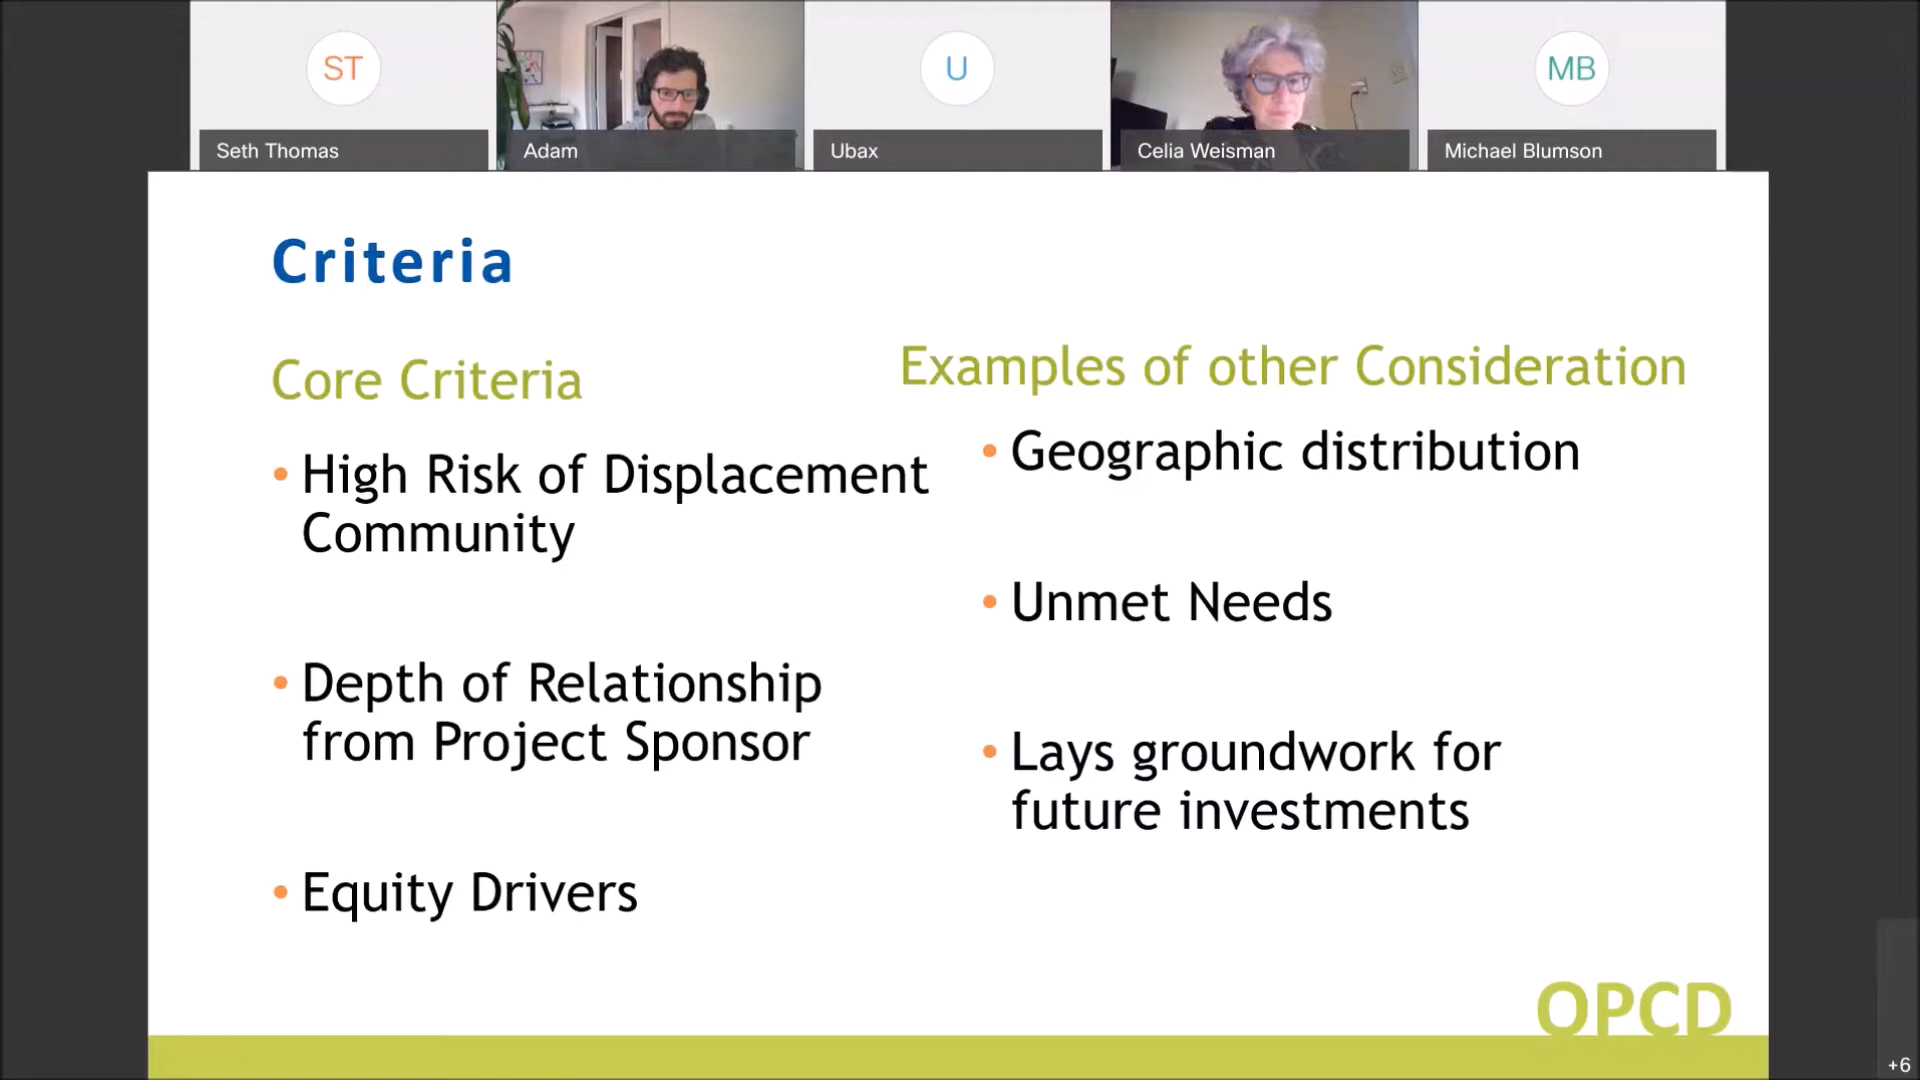 ST
U
MB
Seth Thomas
Adam
Ubax
Celia Weisman
Michael Blumson
Criteria
Core Criteria
• High Risk of Displacement
Community
• Depth of Relationship
from Project Sponsor
• Equity Drivers
Examples of other Consideration
• Geographic distribution
• Unmet Needs
• Lays groundwork for
future investments
OPCD
+6